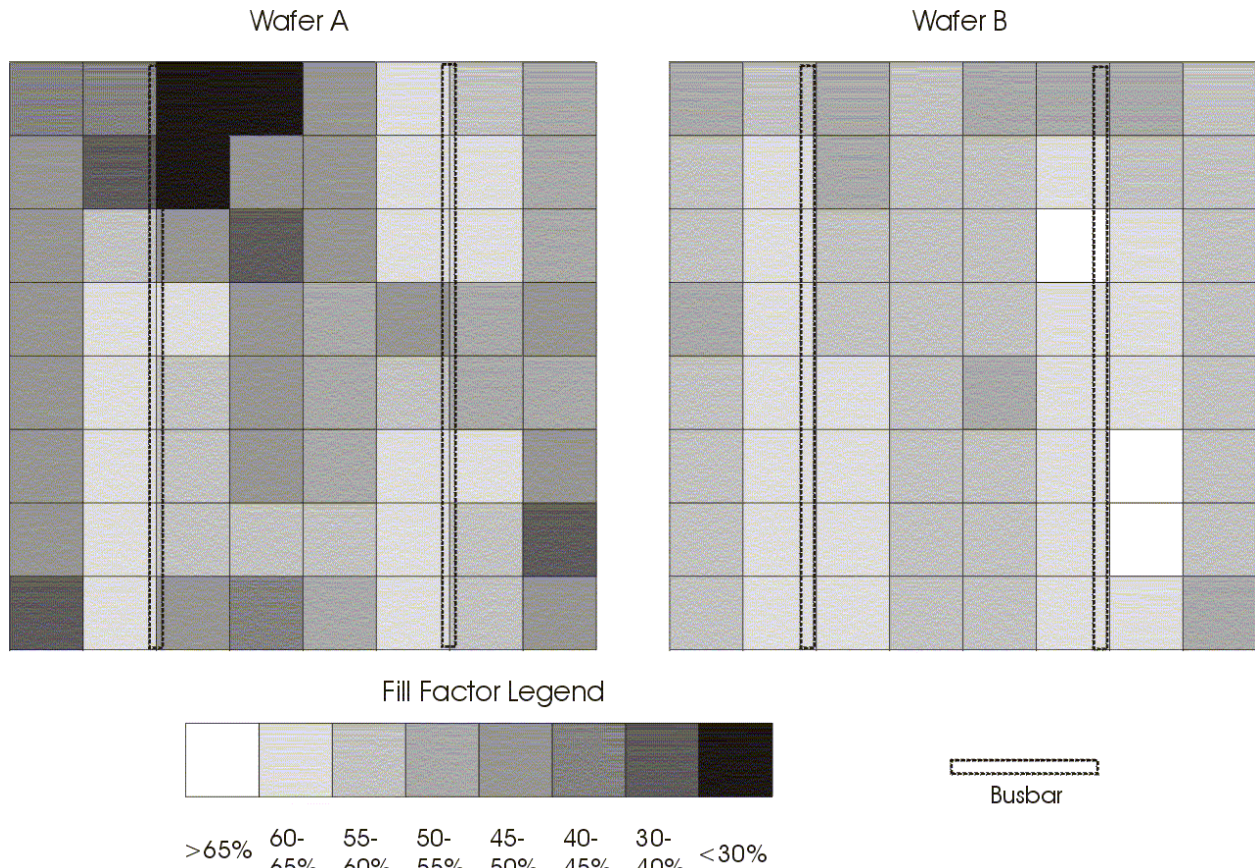 Wafer A
Wafer B
Fill Factor Legend
Busbar
>65% 60- 55- 50- 45- 40- 30- <30%
65% 60% 55% 50% 45% 40%